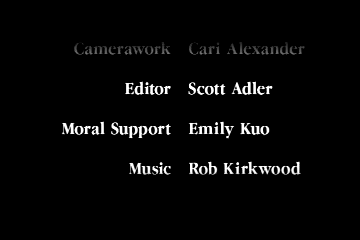 Camerawork Cari Alexander
Editor Scott Adler
Moral Support Emily Kuo
Music Rob Kirkwood